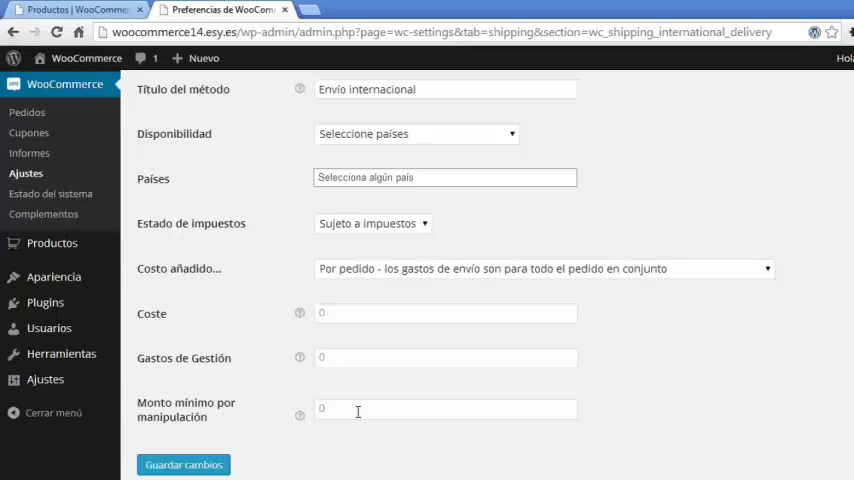 Productos | WooCommer
Preferencias de WooCom
woocommerce14.esy.es/wp-admin/admin.php?page=wc-settings&tab=shipping&section=wc_shipping_international_delivery
WooCommerce 1 Nuevo Hola
WooCommerce
Pedidos
Cupones
Informes
Ajustes
Estado del sistema
Complementos
Productos
Apariencia
Plugins
Usuarios
Herramientas
Ajustes
Cerrar menú
Título del método Envío internacional
Disponibilidad Seleccione países
Países Selecciona algún país
Estado de impuestos Sujeto a impuestos
Costo añadido... Por pedido - los gastos de envío son para todo el pedido en conjunto
Coste 0
Gastos de Gestión 0
Monto mínimo por
manipulación 0
Guardar cambios